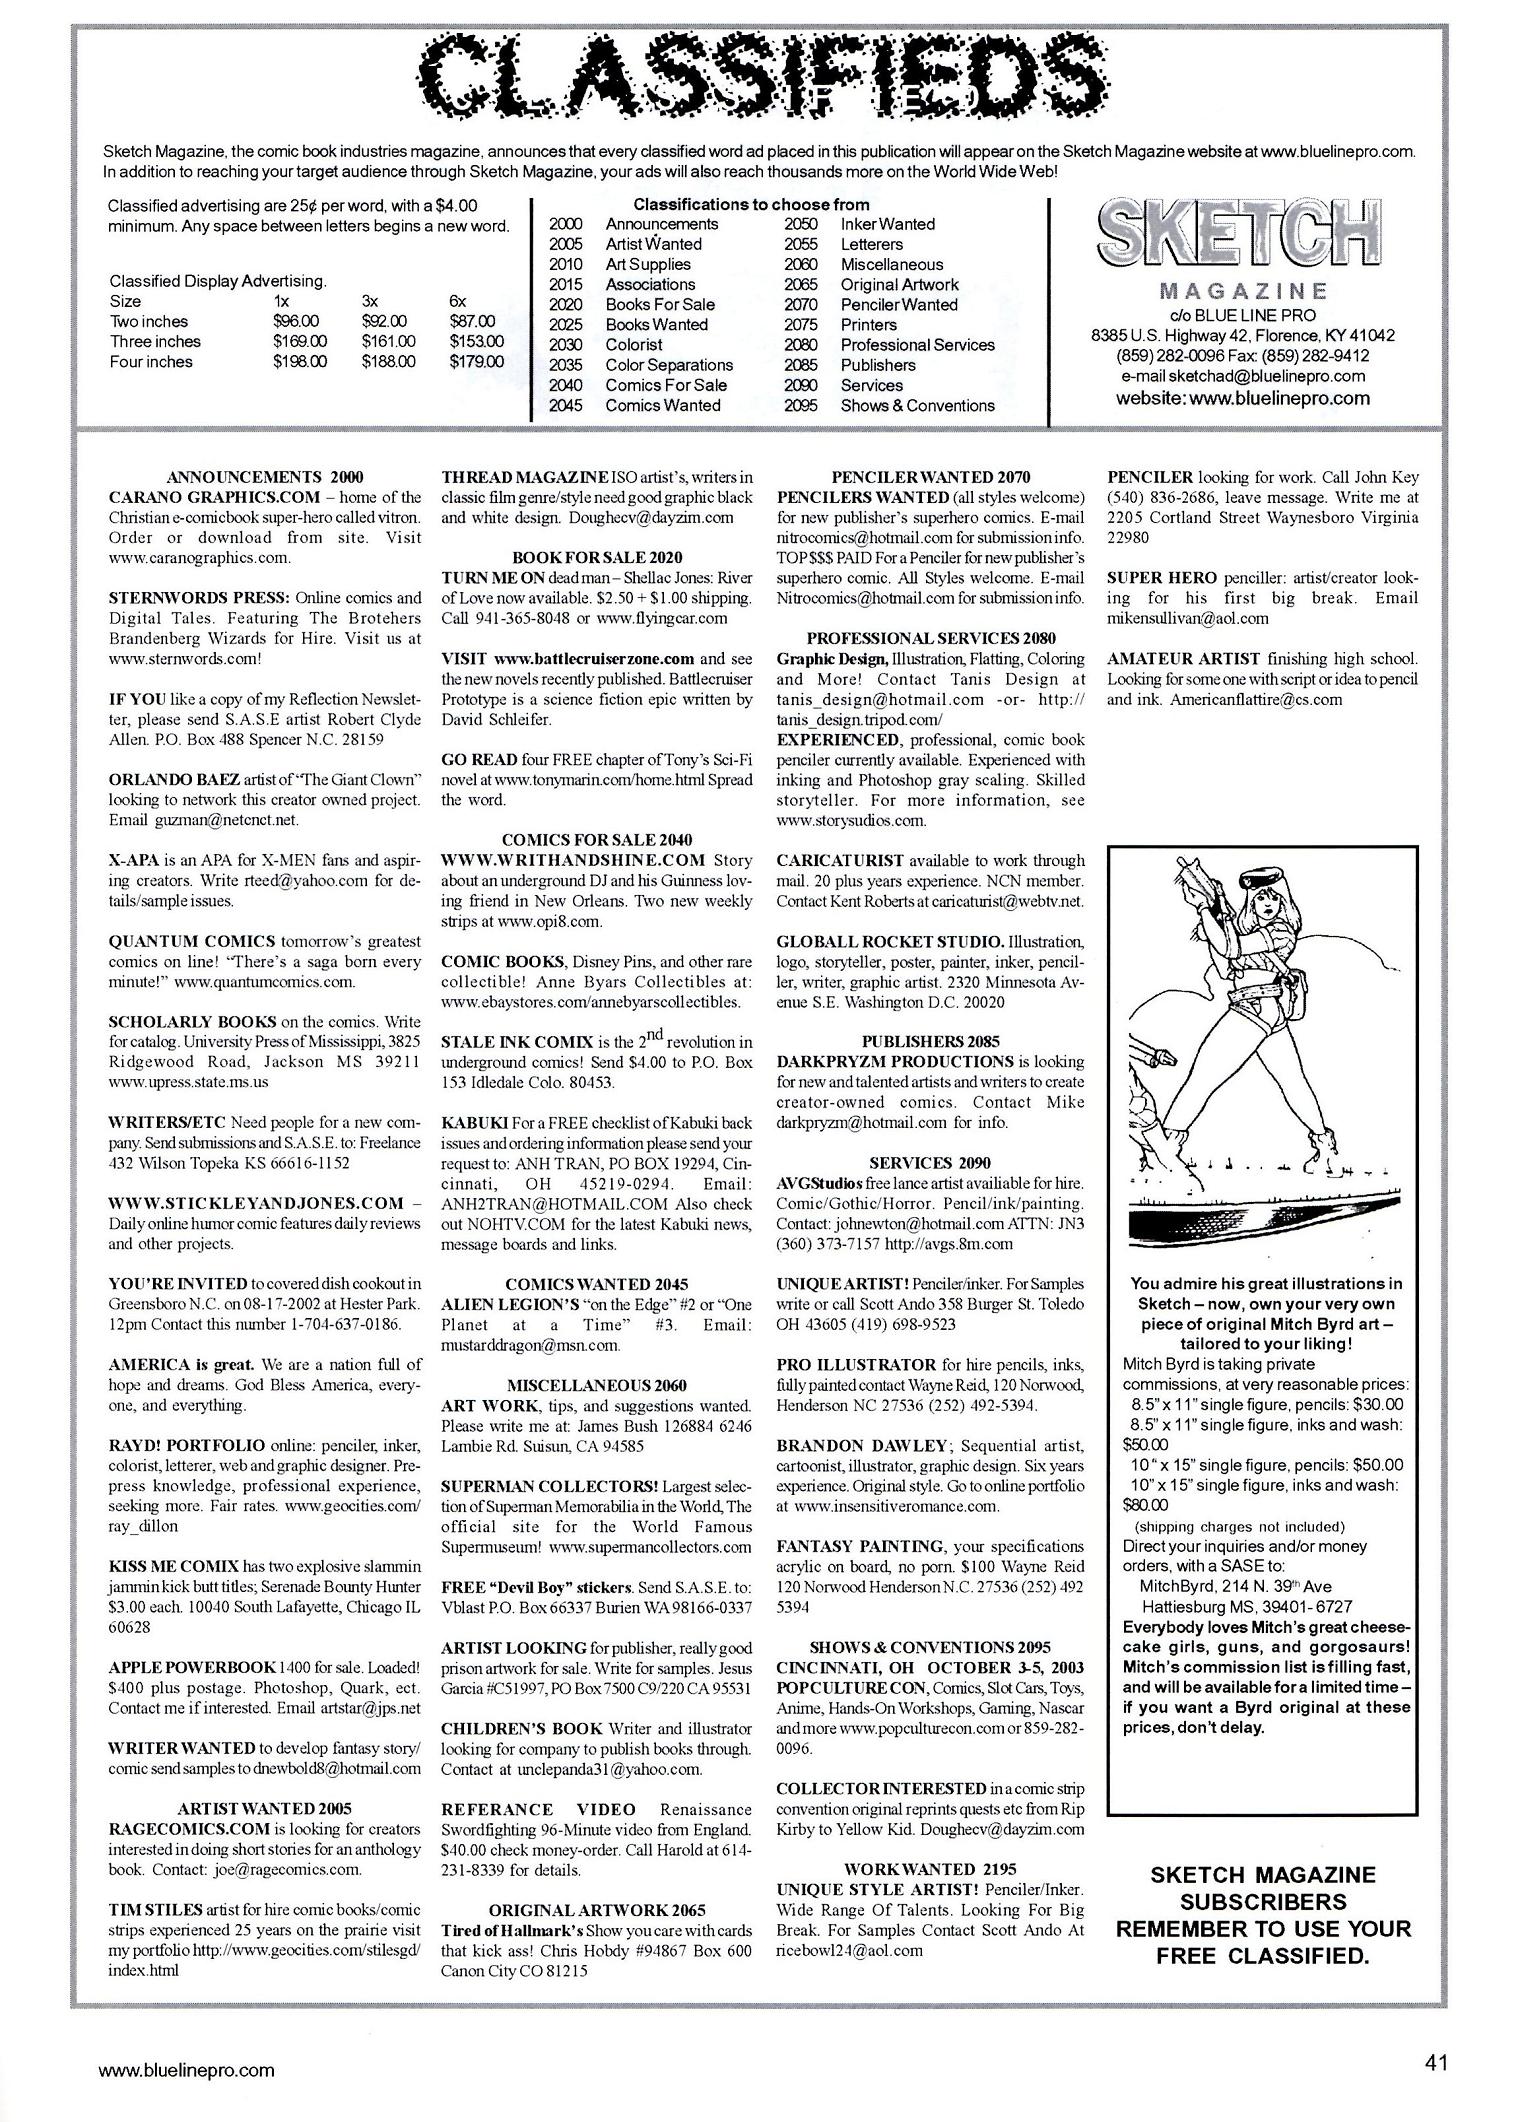 CLASSIFIEDS
Sketch Magazine, the comic book industries magazine, announces that every classified word ad placed in this publication will appear on the Sketch Magazine website at www.bluelinepro.com.
In addition to reaching your target audience through Sketch Magazine, your ads will also reach thousands more on the World Wide Web!
Classified advertising are 25¢ per word, with a $4.00
minimum. Any space between letters begins a new word.
Classified Display Advertising.
Size 1x 3x 6x
Two inches $96.00 $92.00 $87.00
Three inches $169.00 $161.00 $153.00
Four inches $198.00 $188.00 $179.00
Classifications to choose from
2000 Announcements 2050 Inker Wanted
2005 Artist Wanted 2055 Letterers
2010 Art Supplies 2060 Miscellaneous
2015 Associations 2065 Original Artwork
2020 Books For Sale 2070 Penciler Wanted
2025 Books Wanted 2075 Printers
2030 Colorist 2080 Professional Services
2035 Color Separations 2085 Publishers
2040 Comics For Sale 2090 Services
2045 Comics Wanted 2095 Shows & Conventions
SKETCH
MAGAZINE
c/o BLUE LINE PRO
8385 U.S. Highway 42, Florence, KY 41042
(859) 282-0096 Fax: (859) 282-9412
e-mail sketchad@bluelinepro.com
website: www.bluelinepro.com
ANNOUNCEMENTS 2000
CARANO GRAPHICS.COM – home of the
Christian e-comicbook super-hero called vitron.
Order or download from site. Visit
www.caranographics.com.
STERNWORDS PRESS: Online comics and
Digital Tales. Featuring The Brotehers
Brandenberg Wizards for Hire. Visit us at
www.sternwords.com!
IF YOU like a copy of my Reflection Newslet-
ter, please send S.A.S.E artist Robert Clyde
Allen. P.O. Box 488 Spencer N.C. 28159
ORLANDO BAEZ artist of “The Giant Clown”
looking to network this creator owned project.
Email guzman@netcnct.net.
X-APA is an APA for X-MEN fans and aspir-
ing creators. Write rteed@yahoo.com for de-
tails/sample issues.
QUANTUM COMICS tomorrow’s greatest
comics on line! “There’s a saga born every
minute!” www.quantumcomics.com.
SCHOLARLY BOOKS on the comics. Write
for catalog. University Press of Mississippi, 3825
Ridgewood Road, Jackson MS 39211
www.upress.state.ms.us
WRITERS/ETC Need people for a new com-
pany. Send submissions and S.A.S.E. to: Freelance
432 Wilson Topeka KS 66616-1152
WWW.STICKLEYANDJONES.COM –
Daily online humor comic features daily reviews
and other projects.
YOU’RE INVITED to covered dish cookout in
Greensboro N.C. on 08-17-2002 at Hester Park.
12pm Contact this number 1-704-637-0186.
AMERICA is great. We are a nation full of
hope and dreams. God Bless America, every-
one, and everything.
RAYD! PORTFOLIO online: penciler, inker,
colorist, letterer, web and graphic designer. Pre-
press knowledge, professional experience,
seeking more. Fair rates. www.geocities.com/
ray_dillon
KISS ME COMIX has two explosive slammin
jammin kick butt titles; Serenade Bounty Hunter
$3.00 each. 10040 South Lafayette, Chicago IL
60628
APPLE POWERBOOK 1400 for sale. Loaded!
$400 plus postage. Photoshop, Quark, ect.
Contact me if interested. Email artstar@jps.net
WRITER WANTED to develop fantasy story/
comic send samples to dnewbold8@hotmail.com
ARTIST WANTED 2005
RAGECOMICS.COM is looking for creators
interested in doing short stories for an anthology
book. Contact: joe@ragecomics.com.
TIM STILES artist for hire comic books/comic
strips experienced 25 years on the prairie visit
my portfolio http://www.geocities.com/stilesgd/
index.html
THREAD MAGAZINE ISO artist’s, writers in
classic film genre/style need good graphic black
and white design. Doughecv@dayzim.com
BOOK FOR SALE 2020
TURN ME ON dead man – Shellac Jones: River
of Love now available. $2.50 + $1.00 shipping.
Call 941-365-8048 or www.flyingcar.com
VISIT www.battlecruiserzone.com and see
the new novels recently published. Battlecruiser
Prototype is a science fiction epic written by
David Schleifer.
GO READ four FREE chapter of Tony’s Sci-Fi
novel at www.tonymarin.com/home.html Spread
the word.
COMICS FOR SALE 2040
WWW.WRITHANDSHINE.COM Story
about an underground DJ and his Guinness lov-
ing friend in New Orleans. Two new weekly
strips at www.opi8.com.
COMIC BOOKS, Disney Pins, and other rare
collectible! Anne Byars Collectibles at:
www.ebaystores.com/annebyarscollectibles.
STALE INK COMIX is the 2nd revolution in
underground comics! Send $4.00 to P.O. Box
153 Idledale Colo. 80453.
KABUKI For a FREE checklist of Kabuki back
issues and ordering information please send your
request to: ANH TRAN, PO BOX 19294, Cin-
cinnati, OH 45219-0294. Email:
ANH2TRAN@HOTMAIL.COM Also check
out NOHTV.COM for the latest Kabuki news,
message boards and links.
COMICS WANTED 2045
ALIEN LEGION’S “on the Edge” #2 or “One
Planet at a Time” #3. Email:
mustarddragon@msn.com.
MISCELLANEOUS 2060
ART WORK, tips, and suggestions wanted.
Please write me at: James Bush 126884 6246
Lambie Rd. Suisun, CA 94585
SUPERMAN COLLECTORS! Largest selec-
tion of Superman Memorabilia in the World, The
official site for the World Famous
Supermuseum! www.supermancollectors.com
FREE “Devil Boy” stickers. Send S.A.S.E. to:
Vblast P.O. Box 66337 Burien WA 98166-0337
ARTIST LOOKING for publisher, really good
prison artwork for sale. Write for samples. Jesus
Garcia #C51997, PO Box 7500 C9/220 CA 95531
CHILDREN’S BOOK Writer and illustrator
looking for company to publish books through.
Contact at unclepanda31@yahoo.com.
REFERANCE VIDEO Renaissance
Swordfighting 96-Minute video from England.
$40.00 check money-order. Call Harold at 614-
231-8339 for details.
ORIGINAL ARTWORK 2065
Tired of Hallmark’s Show you care with cards
that kick ass! Chris Hobdy #94867 Box 600
Canon City CO 81215
PENCILER WANTED 2070
PENCILERS WANTED (all styles welcome)
for new publisher’s superhero comics. E-mail
nitrocomics@hotmail.com for submission info.
TOP $$$ PAID For a Penciler for new publisher’s
superhero comic. All Styles welcome. E-mail
Nitrocomics@hotmail.com for submission info.
PROFESSIONAL SERVICES 2080
Graphic Design, Illustration, Flatting, Coloring
and More! Contact Tanis Design at
tanis_design@hotmail.com -or- http://
tanis_design.tripod.com/
EXPERIENCED, professional, comic book
penciler currently available. Experienced with
inking and Photoshop gray scaling. Skilled
storyteller. For more information, see
www.storysudios.com.
CARICATURIST available to work through
mail. 20 plus years experience. NCN member.
Contact Kent Roberts at caricaturist@webtv.net.
GLOBALL ROCKET STUDIO. Illustration,
logo, storyteller, poster, painter, inker, pencil-
ler, writer, graphic artist. 2320 Minnesota Av-
enue S.E. Washington D.C. 20020
PUBLISHERS 2085
DARKPRYZM PRODUCTIONS is looking
for new and talented artists and writers to create
creator-owned comics. Contact Mike
darkpryzm@hotmail.com for info.
SERVICES 2090
AVGStudios free lance artist availiable for hire.
Comic/Gothic/Horror. Pencil/ink/painting.
Contact: johnewton@hotmail.com ATTN: JN3
(360) 373-7157 http://avgs.8m.com
UNIQUE ARTIST! Penciler/inker. For Samples
write or call Scott Ando 358 Burger St. Toledo
OH 43605 (419) 698-9523
PRO ILLUSTRATOR for hire pencils, inks,
fully painted contact Wayne Reid, 120 Norwood,
Henderson NC 27536 (252) 492-5394.
BRANDON DAWLEY; Sequential artist,
cartoonist, illustrator, graphic design. Six years
experience. Original style. Go to online portfolio
at www.insensitiveromance.com.
FANTASY PAINTING, your specifications
acrylic on board, no porn. $100 Wayne Reid
120 Norwood Henderson N.C. 27536 (252) 492
5394
SHOWS & CONVENTIONS 2095
CINCINNATI, OH OCTOBER 3-5, 2003
POP CULTURE CON, Comics, Slot Cars, Toys,
Anime, Hands-On Workshops, Gaming, Nascar
and more www.popculturecon.com or 859-282-
0096.
COLLECTOR INTERESTED in a comic strip
convention original reprints quests etc from Rip
Kirby to Yellow Kid. Doughecv@dayzim.com
WORK WANTED 2195
UNIQUE STYLE ARTIST! Penciler/Inker.
Wide Range Of Talents. Looking For Big
Break. For Samples Contact Scott Ando At
ricebowl24@aol.com
PENCILER looking for work. Call John Key
(540) 836-2686, leave message. Write me at
2205 Cortland Street Waynesboro Virginia
22980
SUPER HERO penciller: artist/creator look-
ing for his first big break. Email
mikensullivan@aol.com
AMATEUR ARTIST finishing high school.
Looking for some one with script or idea to pencil
and ink. Americanflattire@cs.com
You admire his great illustrations in
Sketch – now, own your very own
piece of original Mitch Byrd art –
tailored to your liking!
Mitch Byrd is taking private
commissions, at very reasonable prices:
8.5” x 11” single figure, pencils: $30.00
8.5” x 11” single figure, inks and wash:
$50.00
10“ x 15” single figure, pencils: $50.00
10” x 15” single figure, inks and wash:
$80.00
(shipping charges not included)
Direct your inquiries and/or money
orders, with a SASE to:
MitchByrd, 214 N. 39th Ave
Hattiesburg MS, 39401-6727
Everybody loves Mitch’s great cheese-
cake girls, guns, and gorgosaurs!
Mitch’s commission list is filling fast,
and will be available for a limited time –
if you want a Byrd original at these
prices, don’t delay.
SKETCH MAGAZINE
SUBSCRIBERS
REMEMBER TO USE YOUR
FREE CLASSIFIED.
www.bluelinepro.com
41